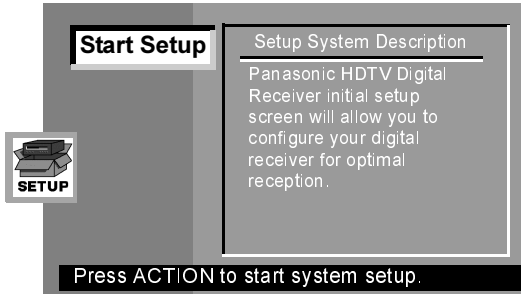 Start Setup
Setup System Description
Panasonic HDTV Digital
Receiver initial setup
screen will allow you to
configure your digital
receiver for optimal
reception.
SETUP
Press ACTION to start system setup.